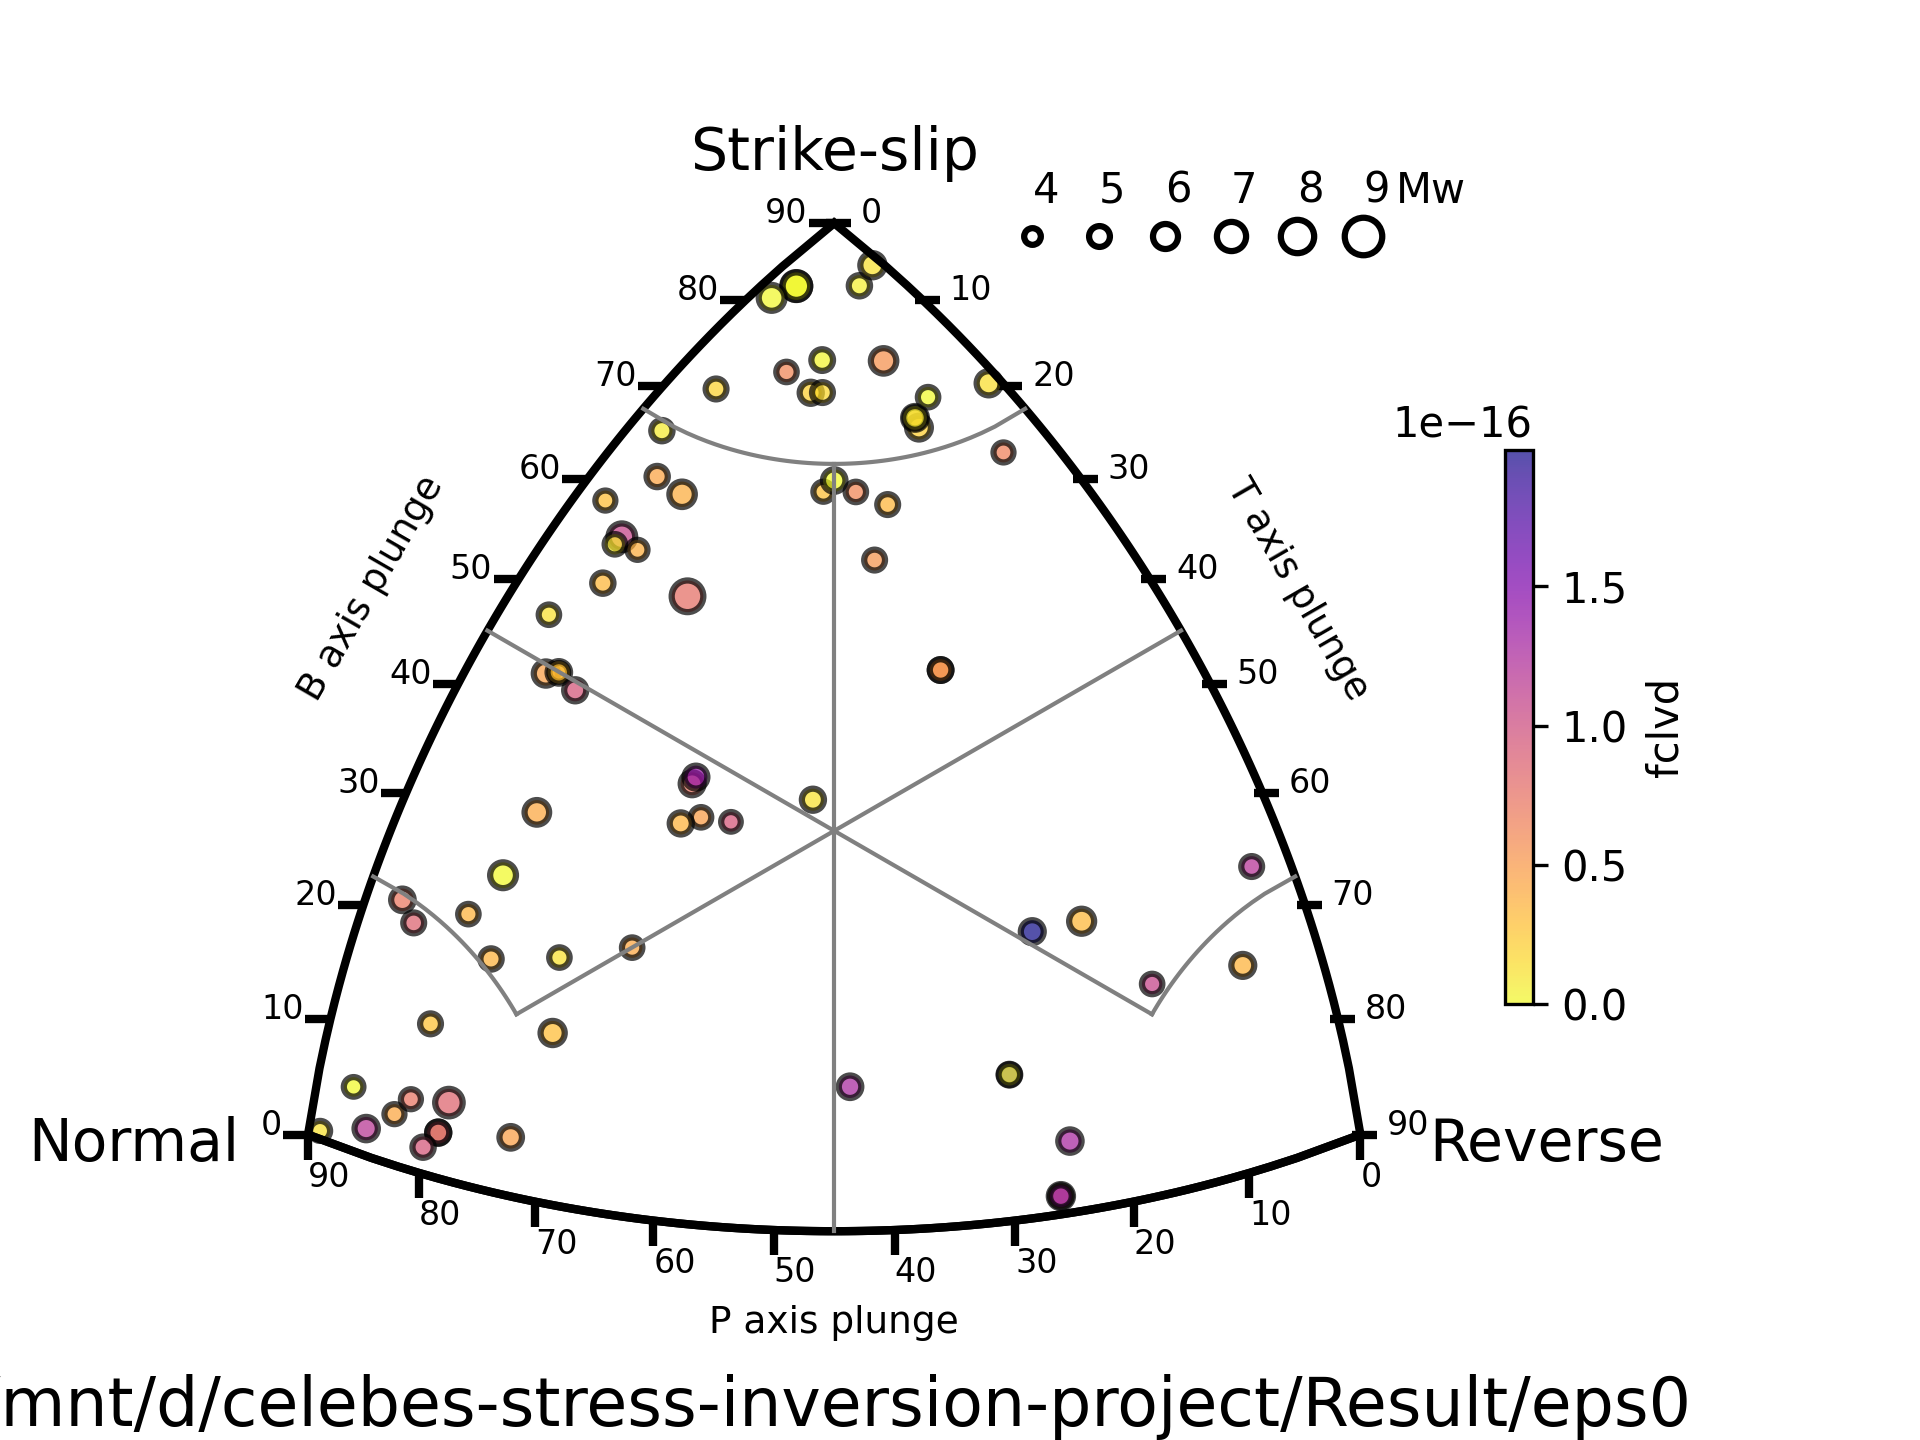 Strike-slip
4 5 6 7 8 9 Mw
90 0
80 10
70 20
60 30
50 40
40 50
30 60
20 70
10 80
0 90
B axis plunge
T axis plunge
1e−16
1.5
1.0
0.5
0.0
fclvd
Normal
Reverse
90 80 70 60 50 40 30 20 10 0
P axis plunge
mnt/d/celebes-stress-inversion-project/Result/eps0